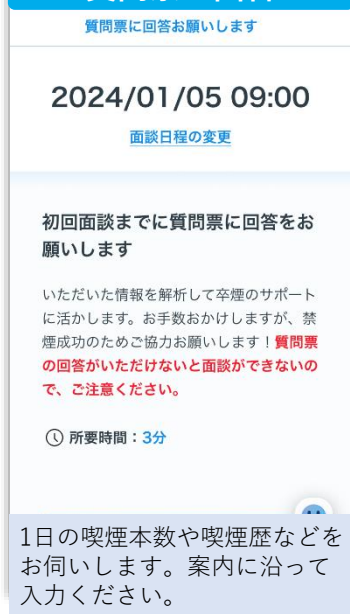 質問票に回答お願いします
2024/01/05 09:00
面談日程の変更
初回面談までに質問票に回答をお
願いします
いただいた情報を解析して卒煙のサポート
に活かします。お手数おかけしますが、禁
煙成功のためご協力お願いします！質問票
の回答がいただけないと面談ができないの
で、ご注意ください。
所要時間：3分
1日の喫煙本数や喫煙歴などを
お伺いします。案内に沿って
入力ください。